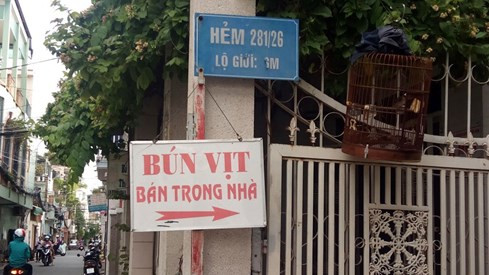 HẺM 281/26
LỘ GIỚI: 3M
BÚN VỊT
BÁN TRONG NHÀ